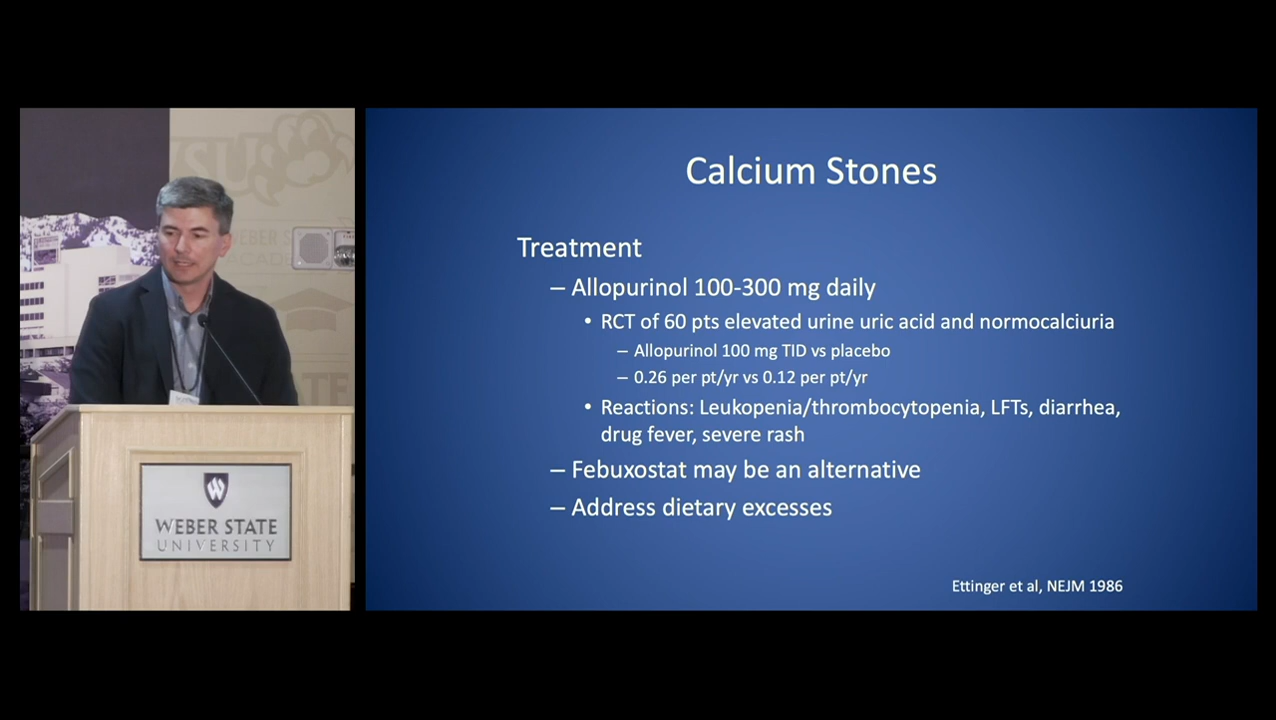 Calcium Stones
Treatment
– Allopurinol 100-300 mg daily
• RCT of 60 pts elevated urine uric acid and normocalciuria
– Allopurinol 100 mg TID vs placebo
– 0.26 per pt/yr vs 0.12 per pt/yr
• Reactions: Leukopenia/thrombocytopenia, LFTs, diarrhea,
drug fever, severe rash
– Febuxostat may be an alternative
– Address dietary excesses
Ettinger et al, NEJM 1986
WSU
WEBER S
W
WEBER STATE
UNIVERSITY